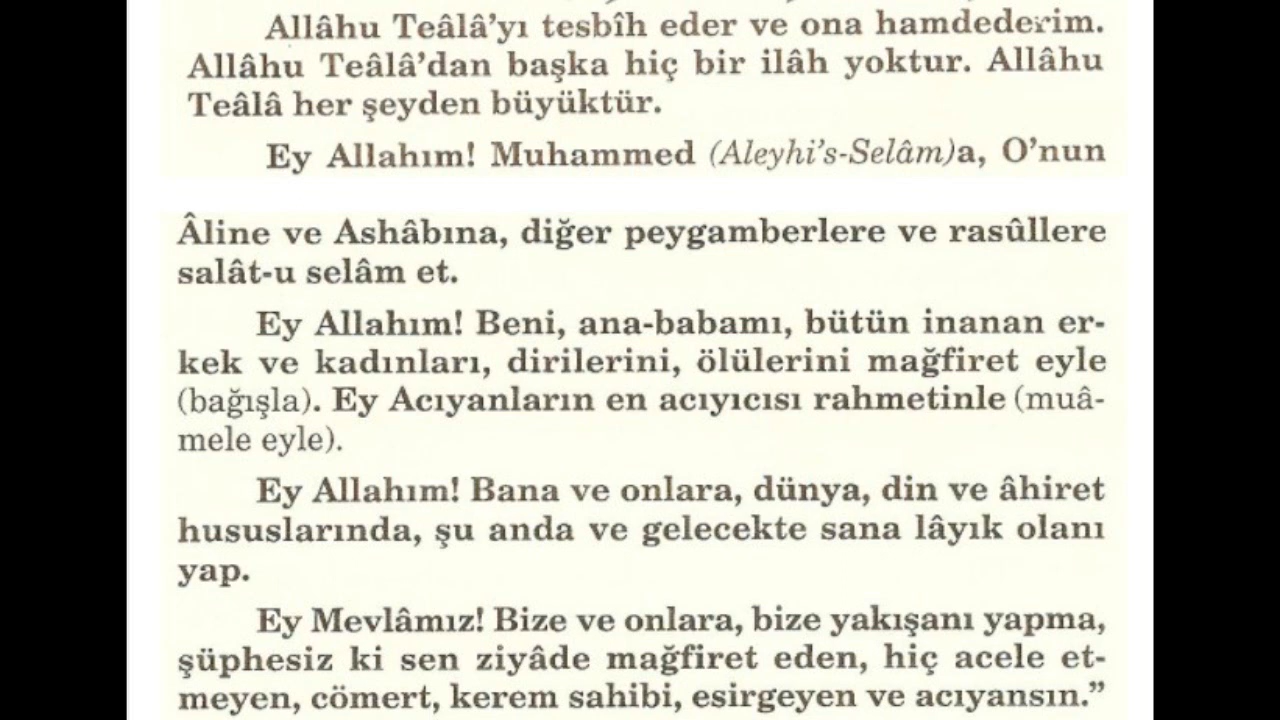 Allâhu Teâlâ’yı tesbîh eder ve ona hamdederim.
Allâhu Teâlâ’dan başka hiç bir ilâh yoktur. Allâhu
Teâlâ her şeyden büyüktür.
Ey Allahım! Muhammed (Aleyhi’s-Selâm)a, O’nun
Âline ve Ashâbına, diğer peygamberlere ve rasûllere
salât-u selâm et.
Ey Allahım! Beni, ana-babamı, bütün inanan er-
kek ve kadınları, dirilerini, ölülerini mağfiret eyle
(bağışla). Ey Acıyanların en acıyıcısı rahmetinle (muâ-
mele eyle).
Ey Allahım! Bana ve onlara, dünya, din ve âhiret
hususlarında, şu anda ve gelecekte sana lâyık olanı
yap.
Ey Mevlâmız! Bize ve onlara, bize yakışanı yapma,
şüphesiz ki sen ziyâde mağfiret eden, hiç acele et-
meyen, cömert, kerem sahibi, esirgeyen ve acıyansın.”